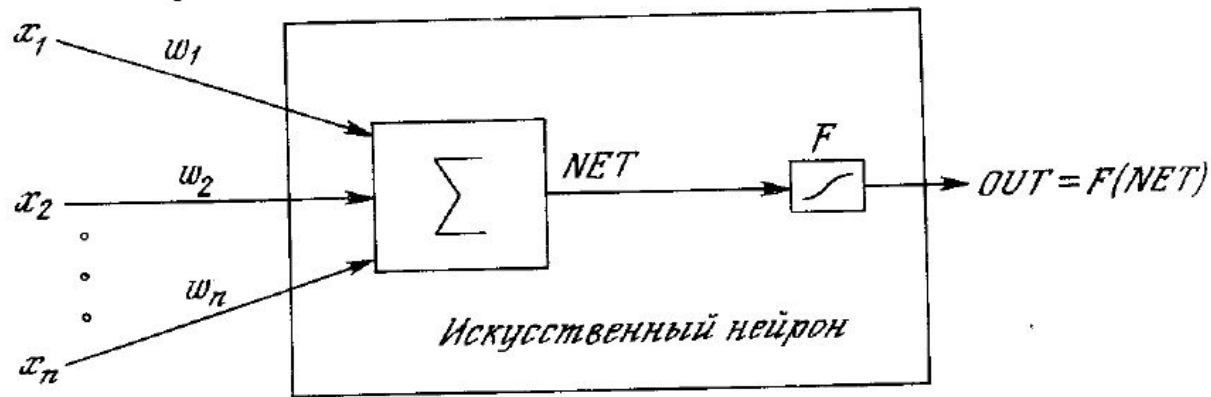 x₁
w₁
F
NET
OUT = F(NET)
w₂
x₂
Σ
wₙ
Искусственный нейрон
xₙ